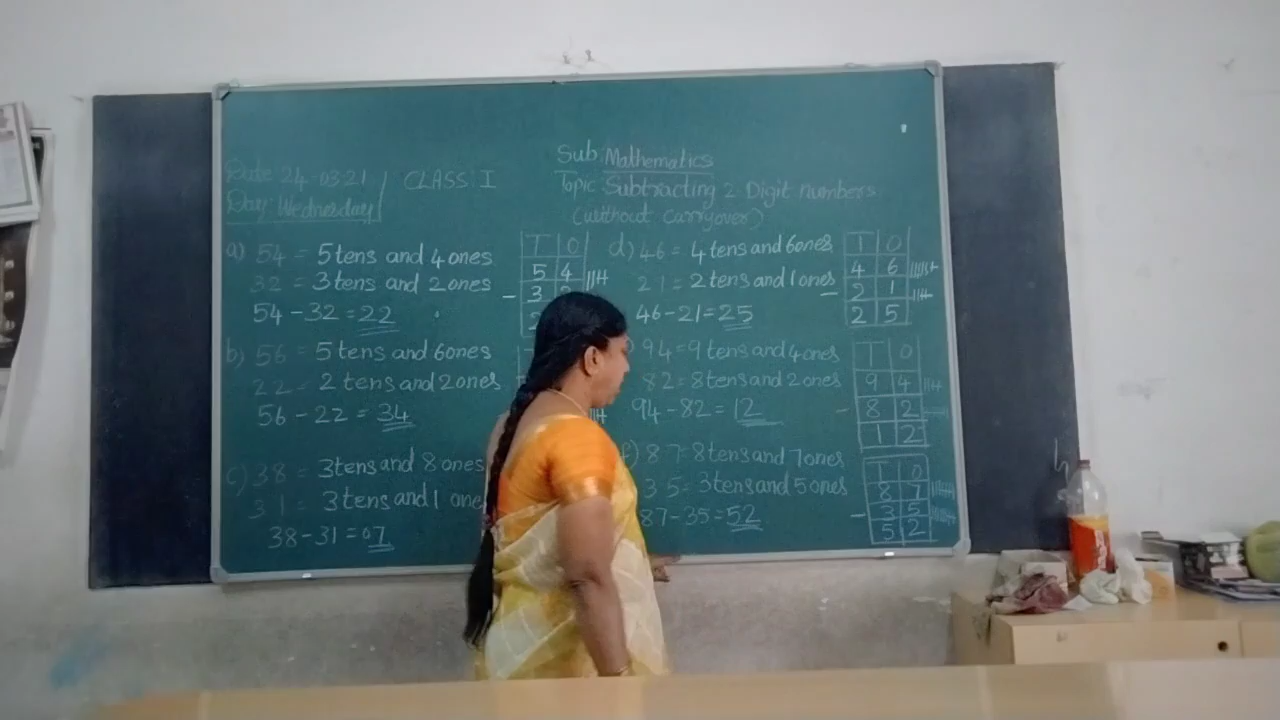 Date 24-03-21
Day: Wednesday
CLASS: I
Sub: Mathematics
Topic: Subtracting 2 Digit numbers
(without carryover)
a) 54 = 5 tens and 4 ones
32 = 3 tens and 2 ones
54 - 32 = 22
T O
5 4
- 3
b) 56 = 5 tens and 6 ones
22 = 2 tens and 2 ones
56 - 22 = 34
c) 38 = 3 tens and 8 ones
31 = 3 tens and 1 one
38 - 31 = 07
d) 46 = 4 tens and 6 ones
21 = 2 tens and 1 ones
46 - 21 = 25
T O
4 6
- 2 1
2 5
94 = 9 tens and 4 ones
82 = 8 tens and 2 ones
94 - 82 = 12
T O
9 4
- 8 2
1 2
f) 87 = 8 tens and 7 ones
35 = 3 tens and 5 ones
87 - 35 = 52
T O
8 7
- 3 5
5 2